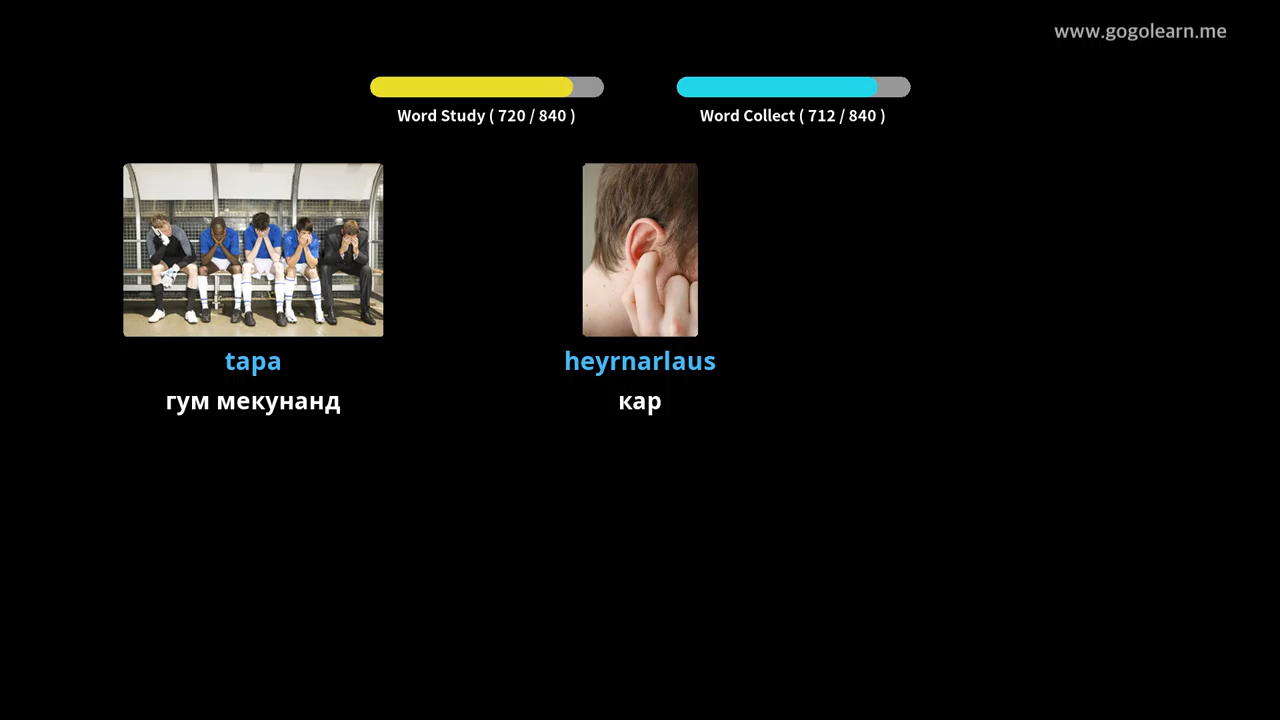 www.gogolearn.me
Word Study ( 720 / 840 )
Word Collect ( 712 / 840 )
tapa
гум мекунанд
heyrnarlaus
кар